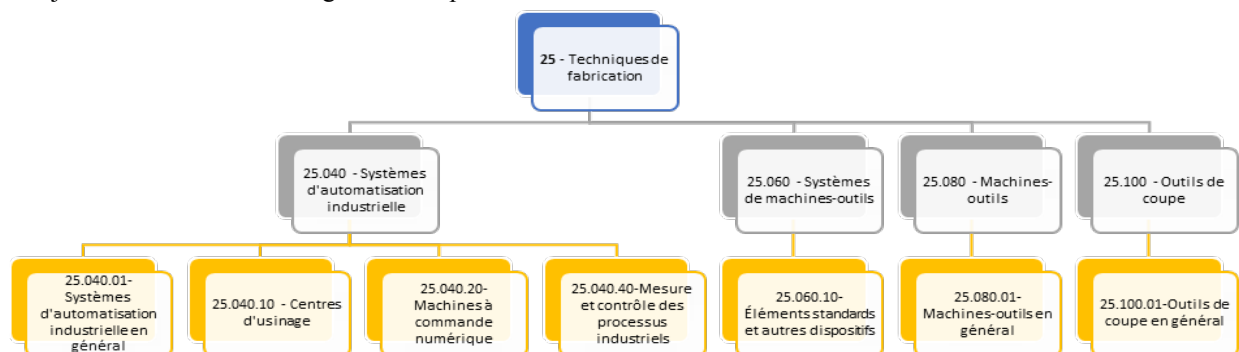 25 - Techniques de
fabrication
25.040 - Systèmes
d'automatisation
industrielle
25.060 - Systèmes
de machines-outils
25.080 - Machines-
outils
25.100 - Outils de
coupe
25.040.01-
Systèmes
d'automatisation
industrielle en
général
25.040.10 - Centres
d'usinage
25.040.20-
Machines à
commande
numérique
25.040.40-Mesure
et contrôle des
processus
industriels
25.060.10-
Éléments standards
et autres dispositifs
25.080.01-
Machines-outils en
général
25.100.01-Outils de
coupe en général